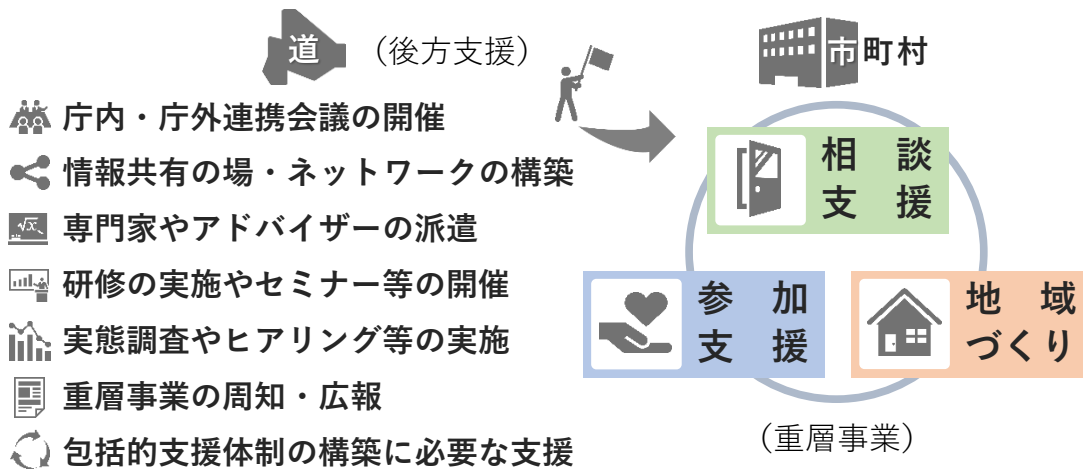 道
（後方支援）
庁内・庁外連携会議の開催
情報共有の場・ネットワークの構築
専門家やアドバイザーの派遣
研修の実施やセミナー等の開催
実態調査やヒアリング等の実施
重層事業の周知・広報
包括的支援体制の構築に必要な支援
市町村
相談
支援
参加
支援
地域
づくり
（重層事業）